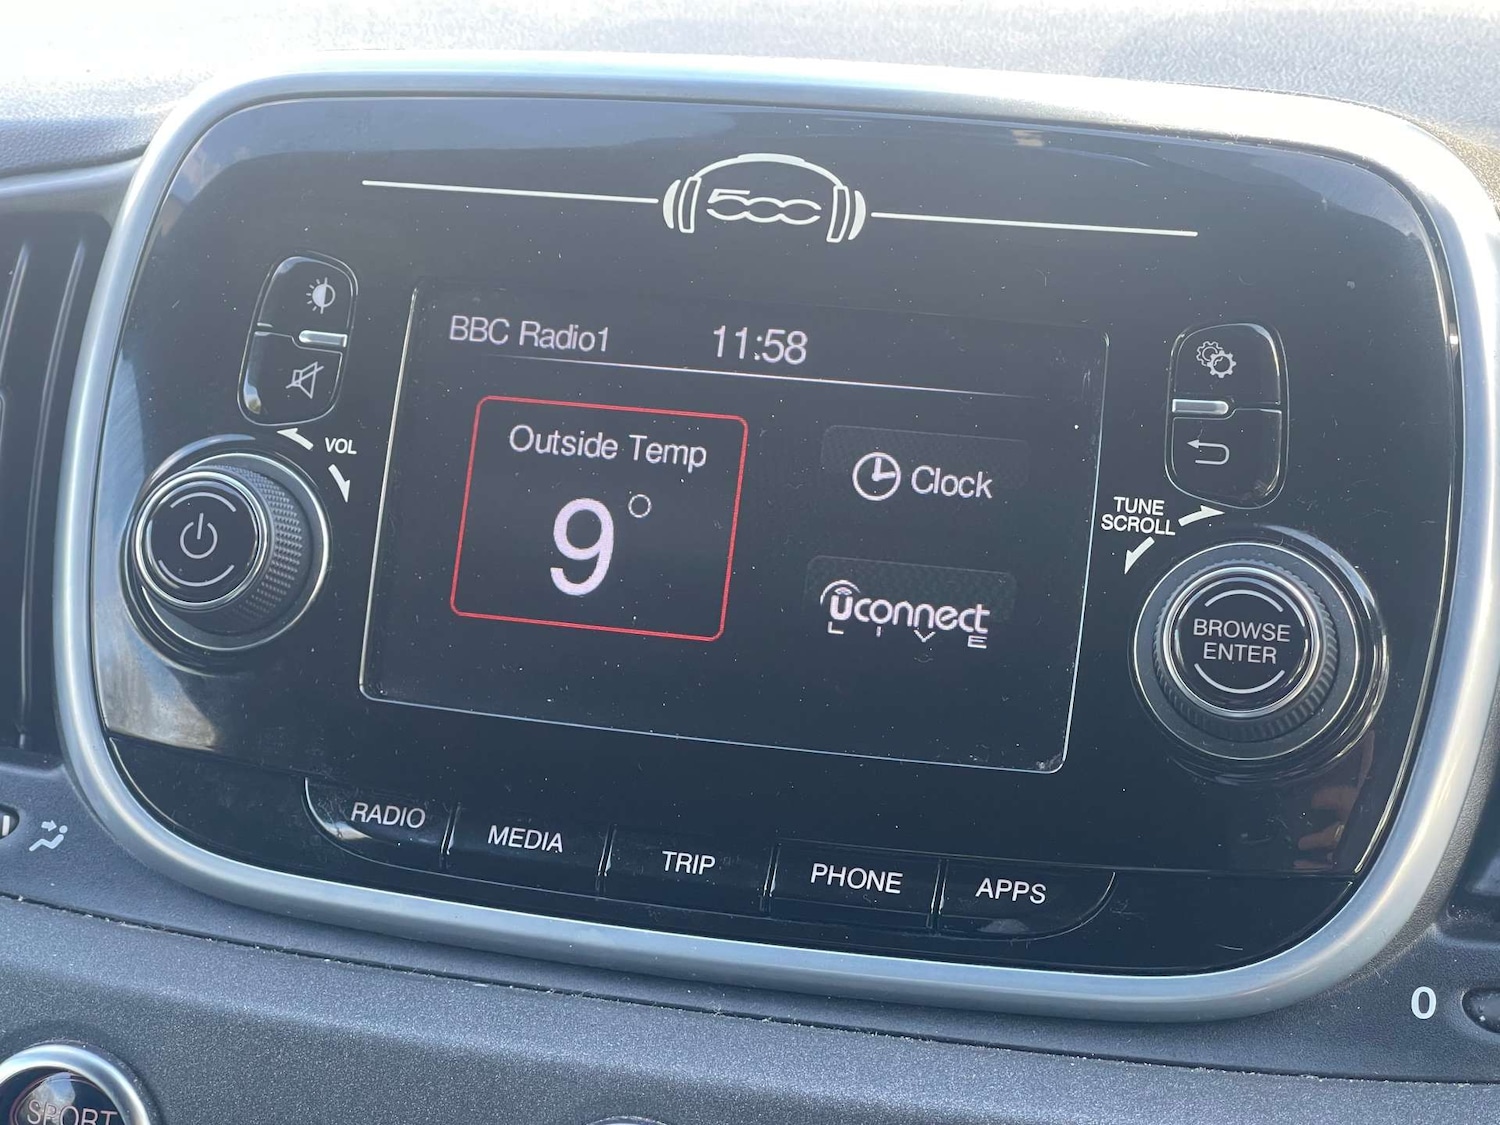 500
BBC Radio1 11:58
Outside Temp
9°
Clock
uconnect
LIVE
VOL
TUNE
SCROLL
BROWSE
ENTER
RADIO MEDIA TRIP PHONE APPS
0
SPORT